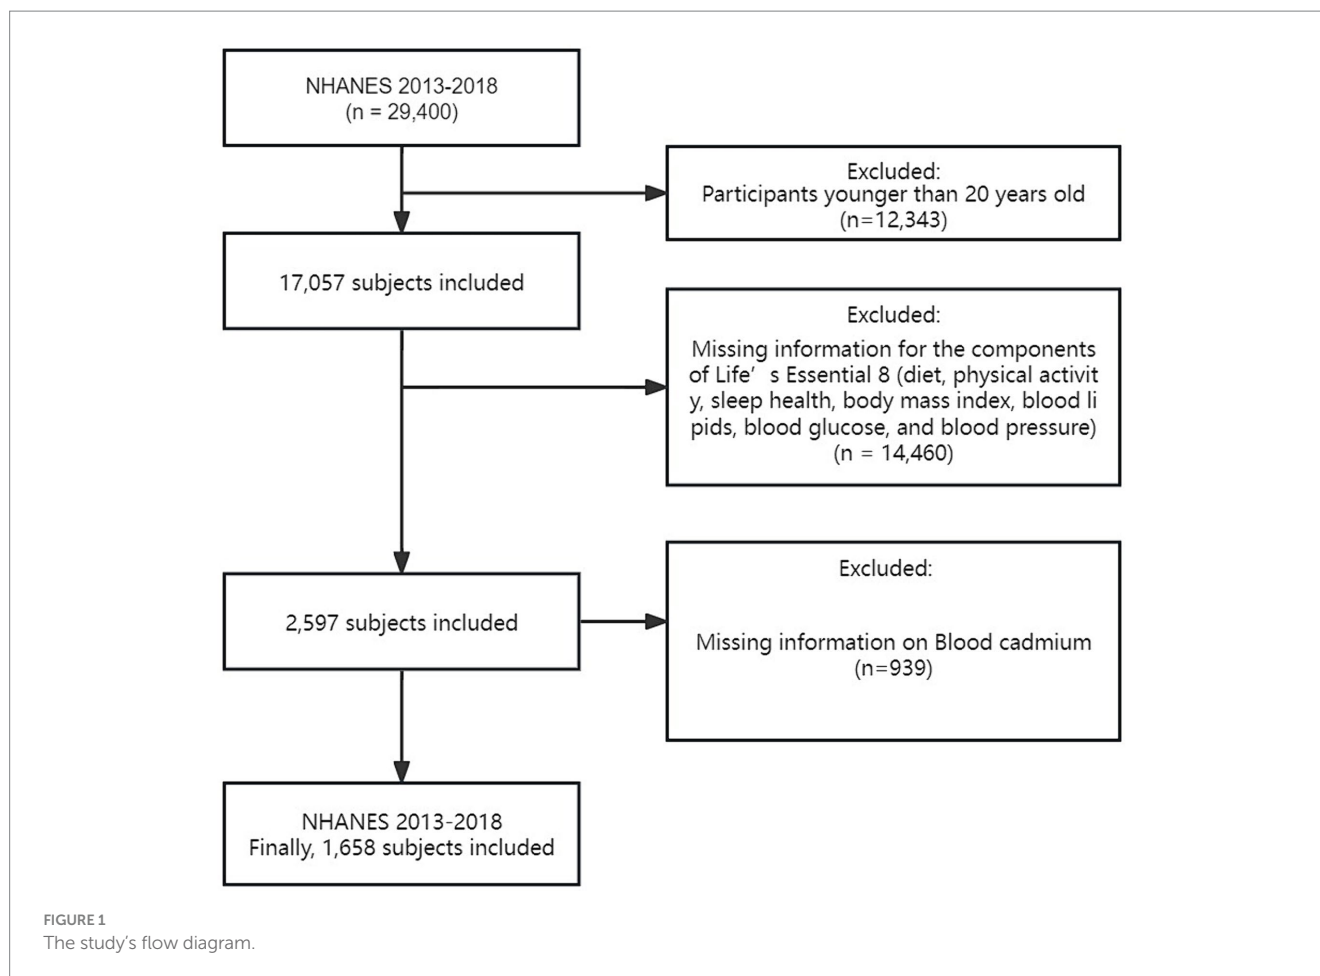 NHANES 2013-2018
(n = 29,400)
Excluded:
Participants younger than 20 years old
(n=12,343)
17,057 subjects included
Excluded:
Missing information for the components
of Life’ s Essential 8 (diet, physical activit
y, sleep health, body mass index, blood li
pids, blood glucose, and blood pressure)
(n = 14,460)
2,597 subjects included
Excluded:
Missing information on Blood cadmium
(n=939)
NHANES 2013-2018
Finally, 1,658 subjects included
FIGURE 1
The study’s flow diagram.